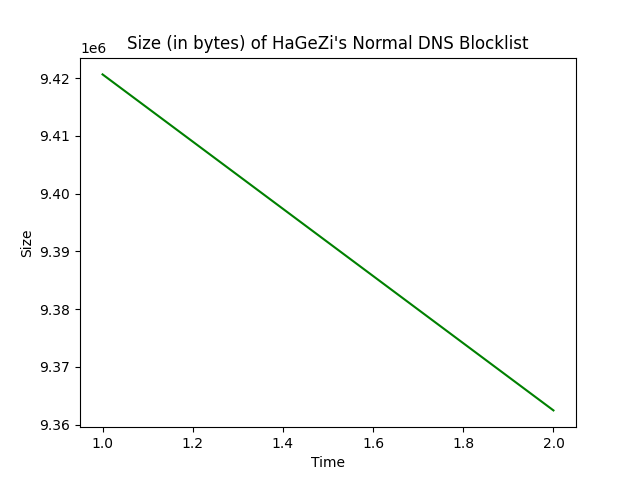 Size (in bytes) of HaGeZi's Normal DNS Blocklist
1e6
9.42
9.41
9.40
9.39
9.38
9.37
9.36
Size
1.0 1.2 1.4 1.6 1.8 2.0
Time